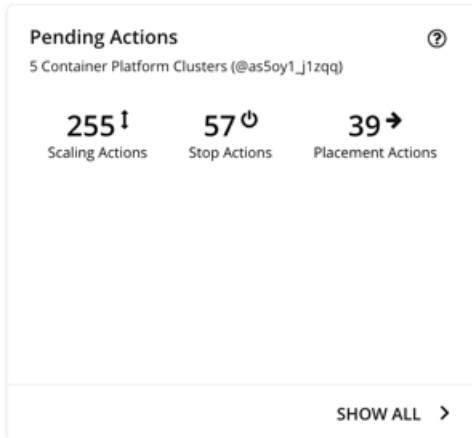 Pending Actions
5 Container Platform Clusters (@as5oy1_j1zqq)
255 57 39
Scaling Actions Stop Actions Placement Actions
SHOW ALL